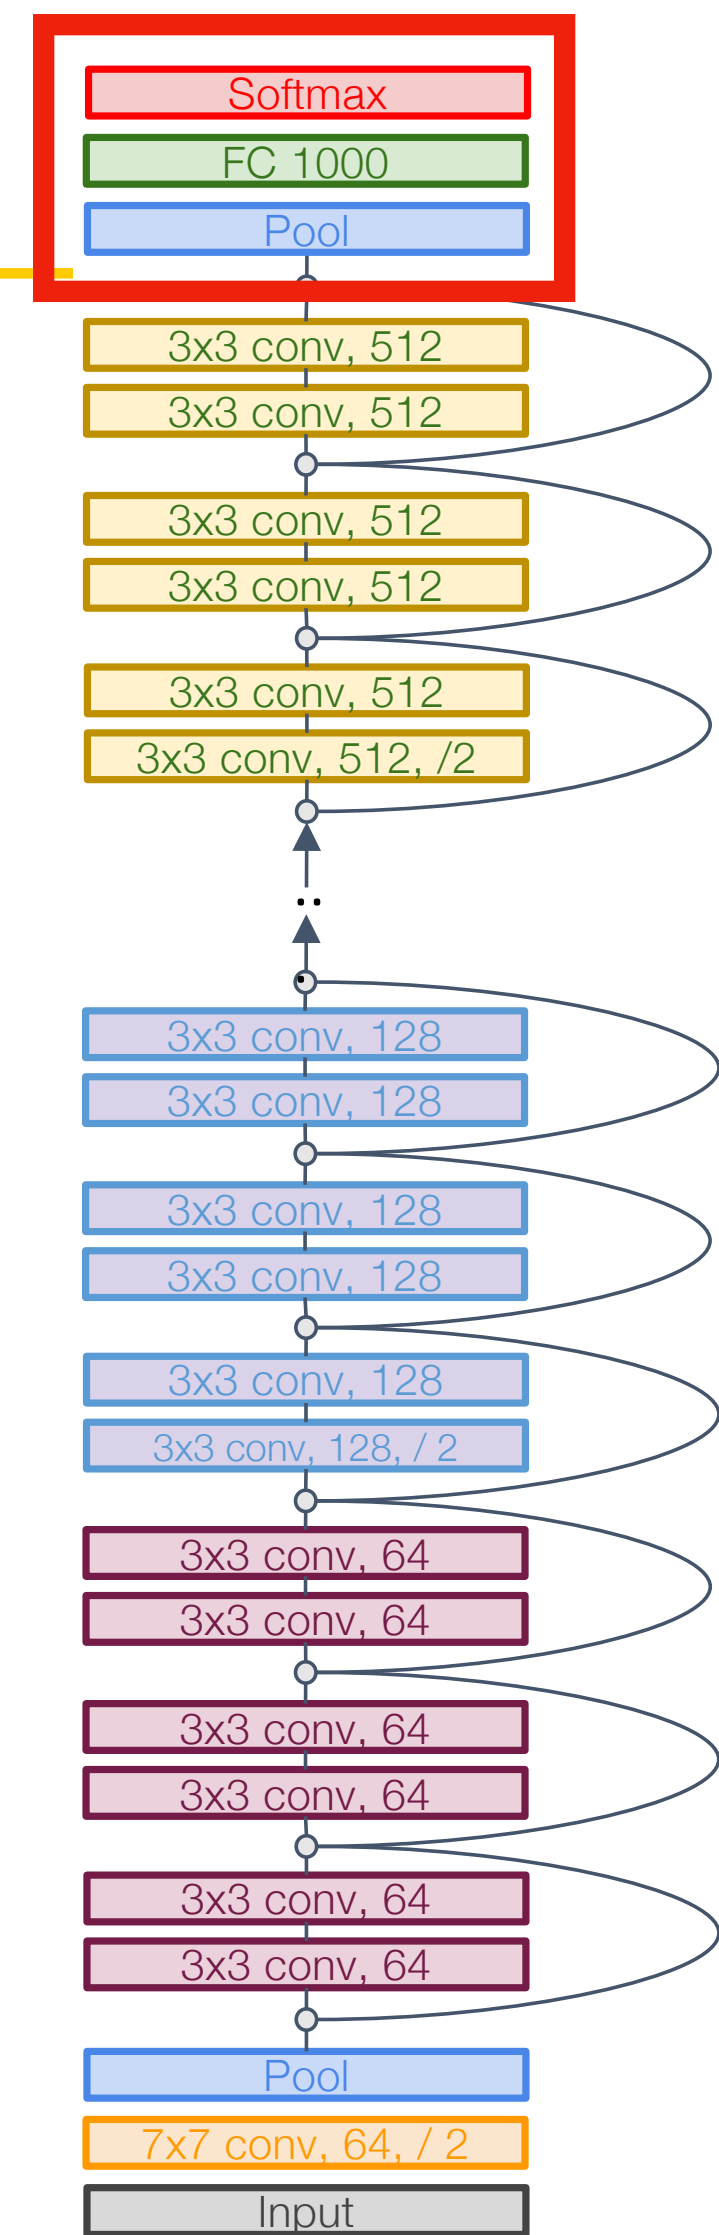 Softmax
FC 1000
Pool
3x3 conv, 512
3x3 conv, 512
3x3 conv, 512
3x3 conv, 512
3x3 conv, 512
3x3 conv, 512, /2
..
.
3x3 conv, 128
3x3 conv, 128
3x3 conv, 128
3x3 conv, 128
3x3 conv, 128
3x3 conv, 128, / 2
3x3 conv, 64
3x3 conv, 64
3x3 conv, 64
3x3 conv, 64
3x3 conv, 64
3x3 conv, 64
Pool
7x7 conv, 64, / 2
Input